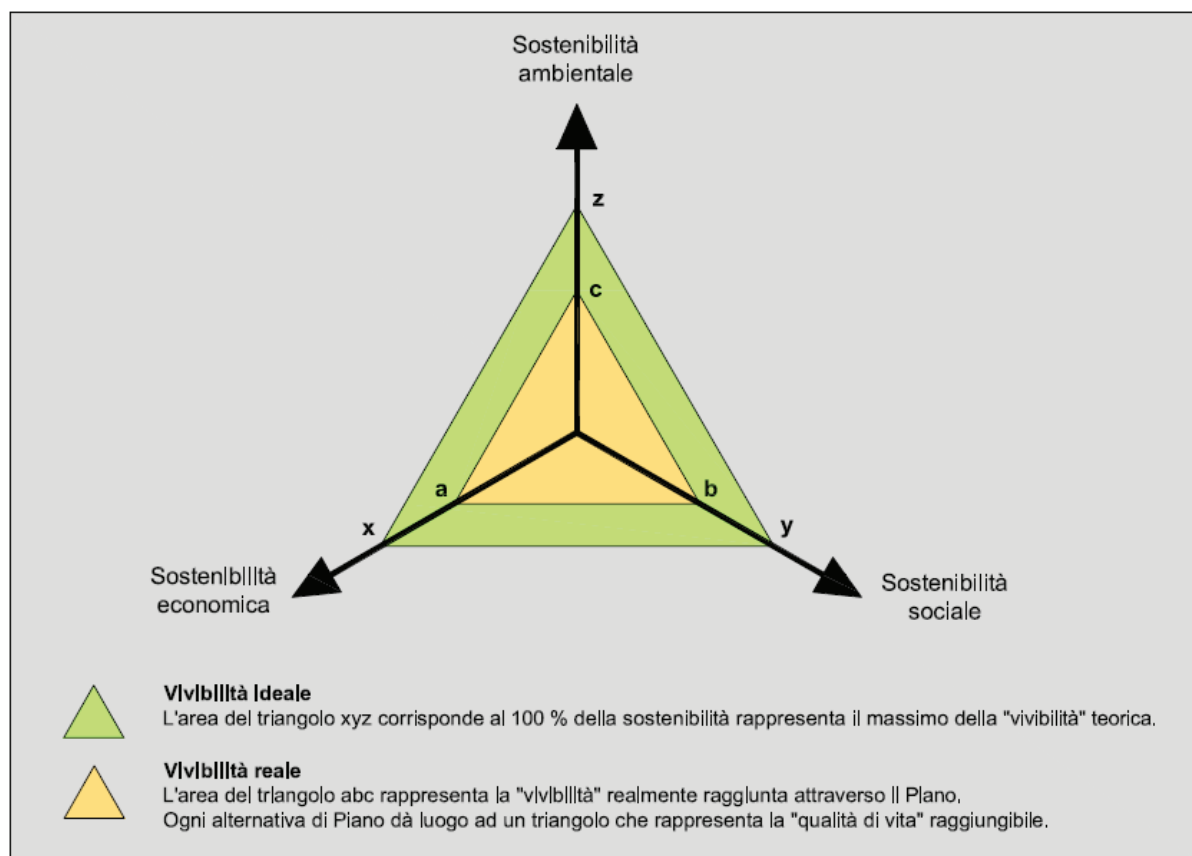 Sostenibilità
ambientale
z
c
a
b
x
y
Sostenibilità
economica
Sostenibilità
sociale
Vivibilità ideale
L'area del triangolo xyz corrisponde al 100 % della sostenibilità rappresenta il massimo della "vivibilità" teorica.
Vivibilità reale
L'area del triangolo abc rappresenta la "vivibilità" realmente raggiunta attraverso il Piano.
Ogni alternativa di Piano dà luogo ad un triangolo che rappresenta la "qualità di vita" raggiungibile.